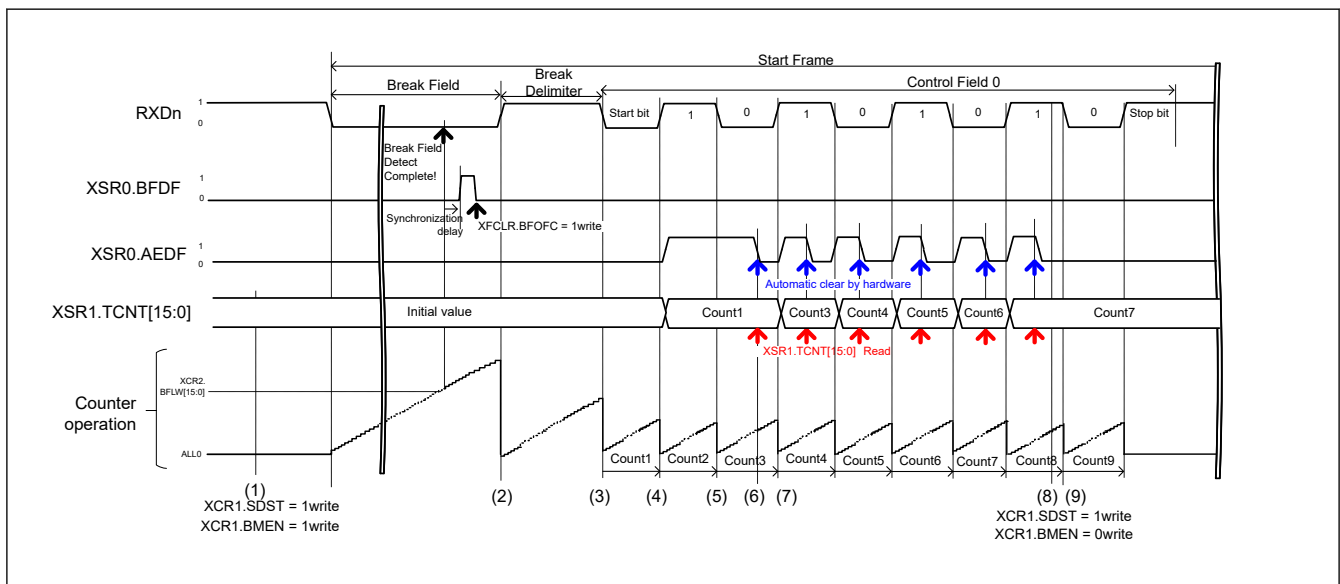 Start Frame
Break Field
Break
Delimiter
Control Field 0
RXDn
1
0
Start bit
1
0
1
0
1
0
1
0
Stop bit
Break Field
Detect
Complete!
XSR0.BFDF
1
0
Synchronization
delay
XFCLR.BFOFC = 1write
XSR0.AEDF
1
0
Automatic clear by hardware
XSR1.TCNT[15:0]
Initial value
Count1
Count3
Count4
Count5
Count6
Count7
XSR1.TCNT[15:0] Read
XCR2.
BFLW[15:0]
Counter
operation
ALL0
Count1
Count2
Count3
Count4
Count5
Count6
Count7
Count8
Count9
(1)
(2)
(3)
(4)
(5)
(6)
(7)
(8)
(9)
XCR1.SDST = 1write
XCR1.BMEN = 1write
XCR1.SDST = 1write
XCR1.BMEN = 0write